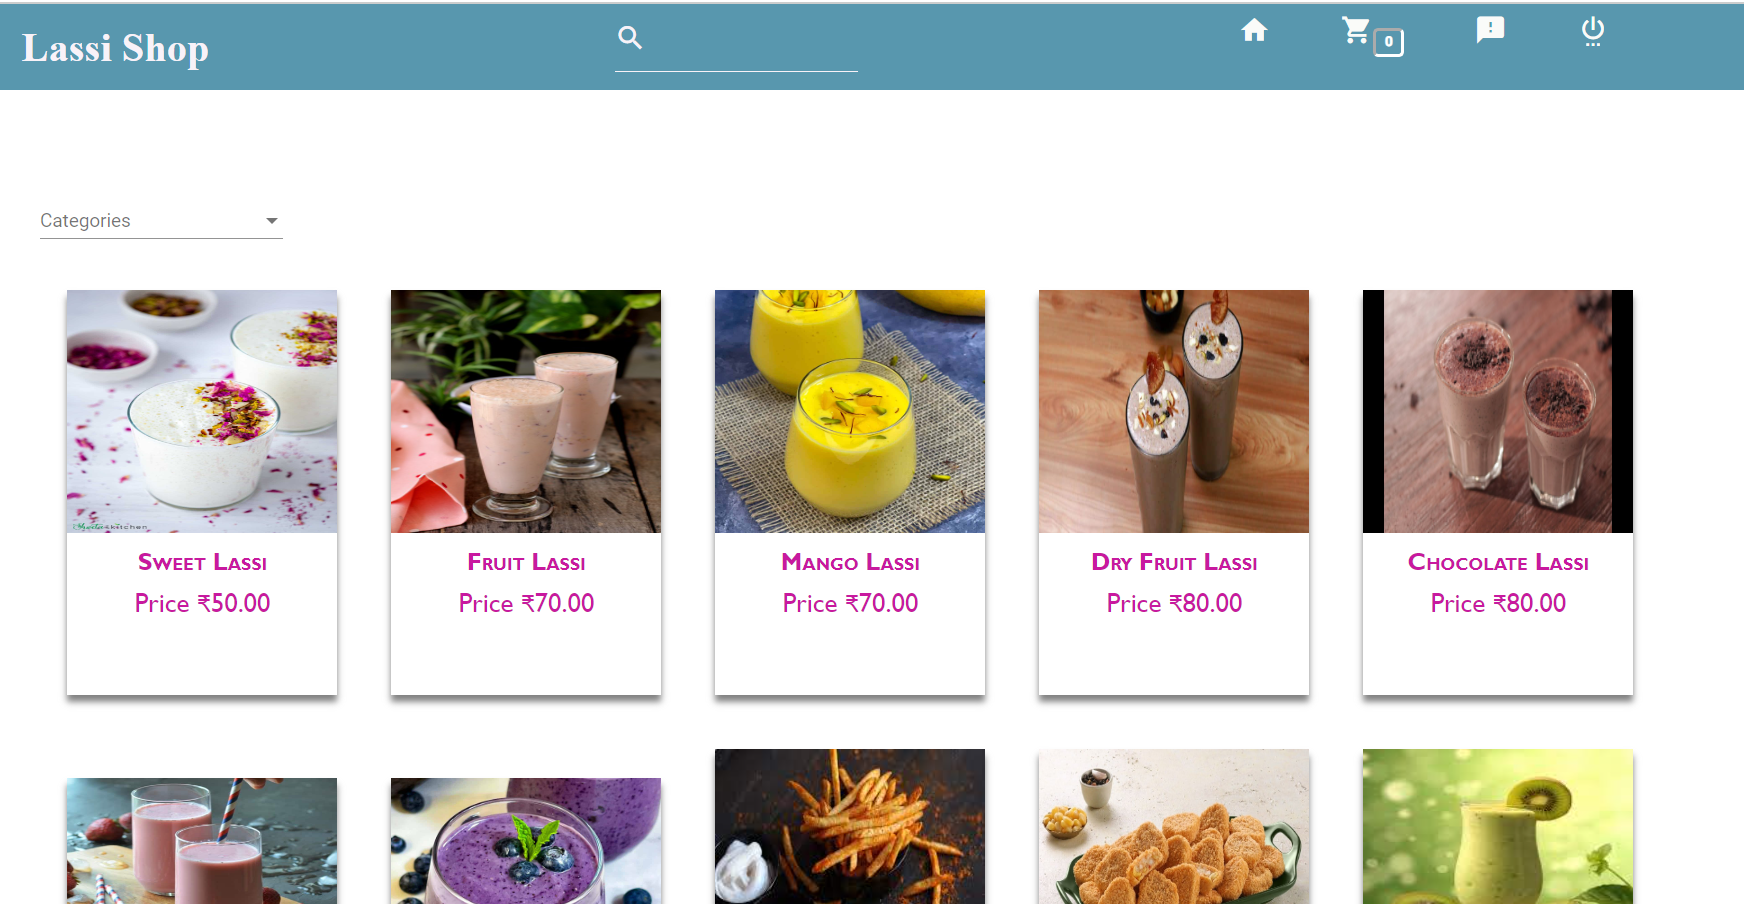 Lassi Shop
0
Categories
Sweet Lassi
Price ₹50.00
Fruit Lassi
Price ₹70.00
Mango Lassi
Price ₹70.00
Dry Fruit Lassi
Price ₹80.00
Chocolate Lassi
Price ₹80.00